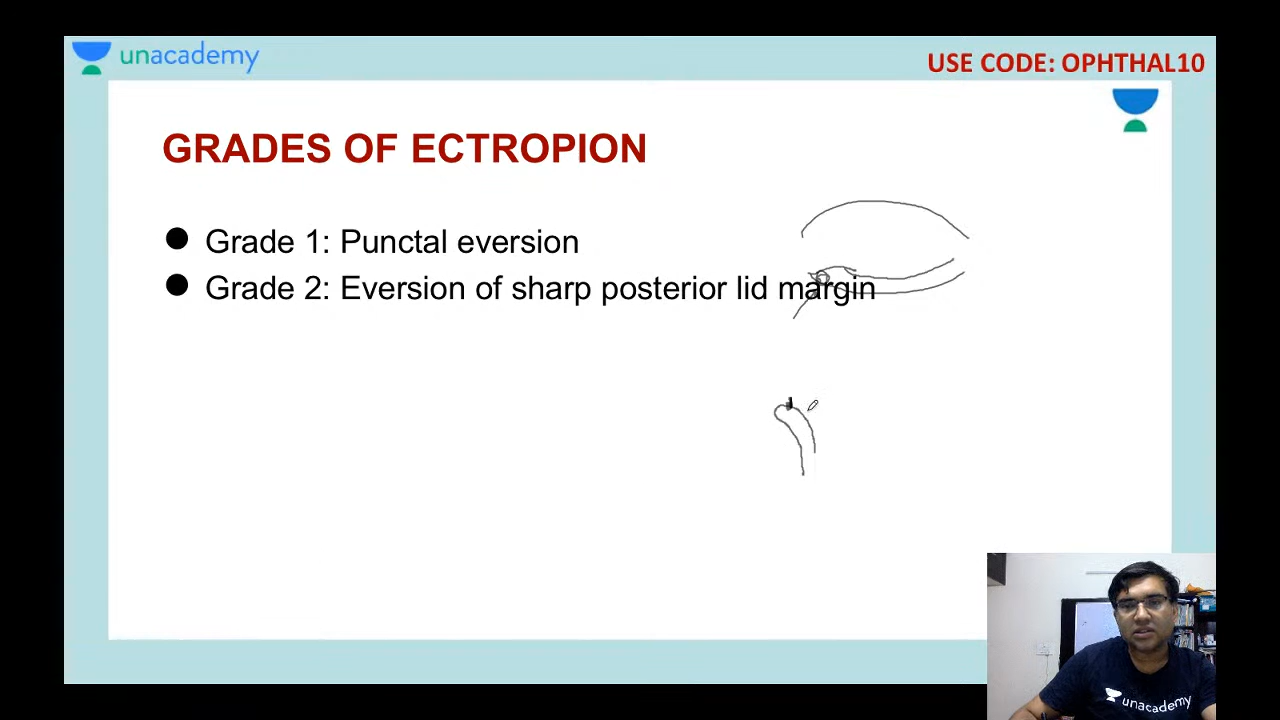 unacademy
USE CODE: OPHTHAL10
GRADES OF ECTROPION
● Grade 1: Punctal eversion
● Grade 2: Eversion of sharp posterior lid margin
unacademy